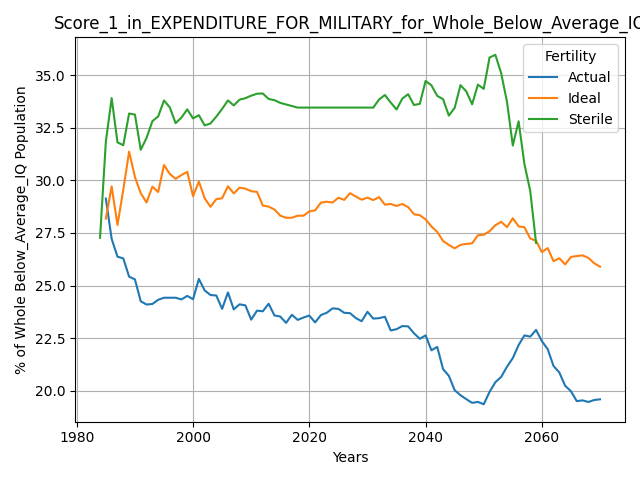 Score_1_in_EXPENDITURE_FOR_MILITARY_for_Whole_Below_Average_IQ
% of Whole Below_Average_IQ Population
35.0
32.5
30.0
27.5
25.0
22.5
20.0
Fertility
Actual
Ideal
Sterile
1980
2000
2020
2040
2060
Years